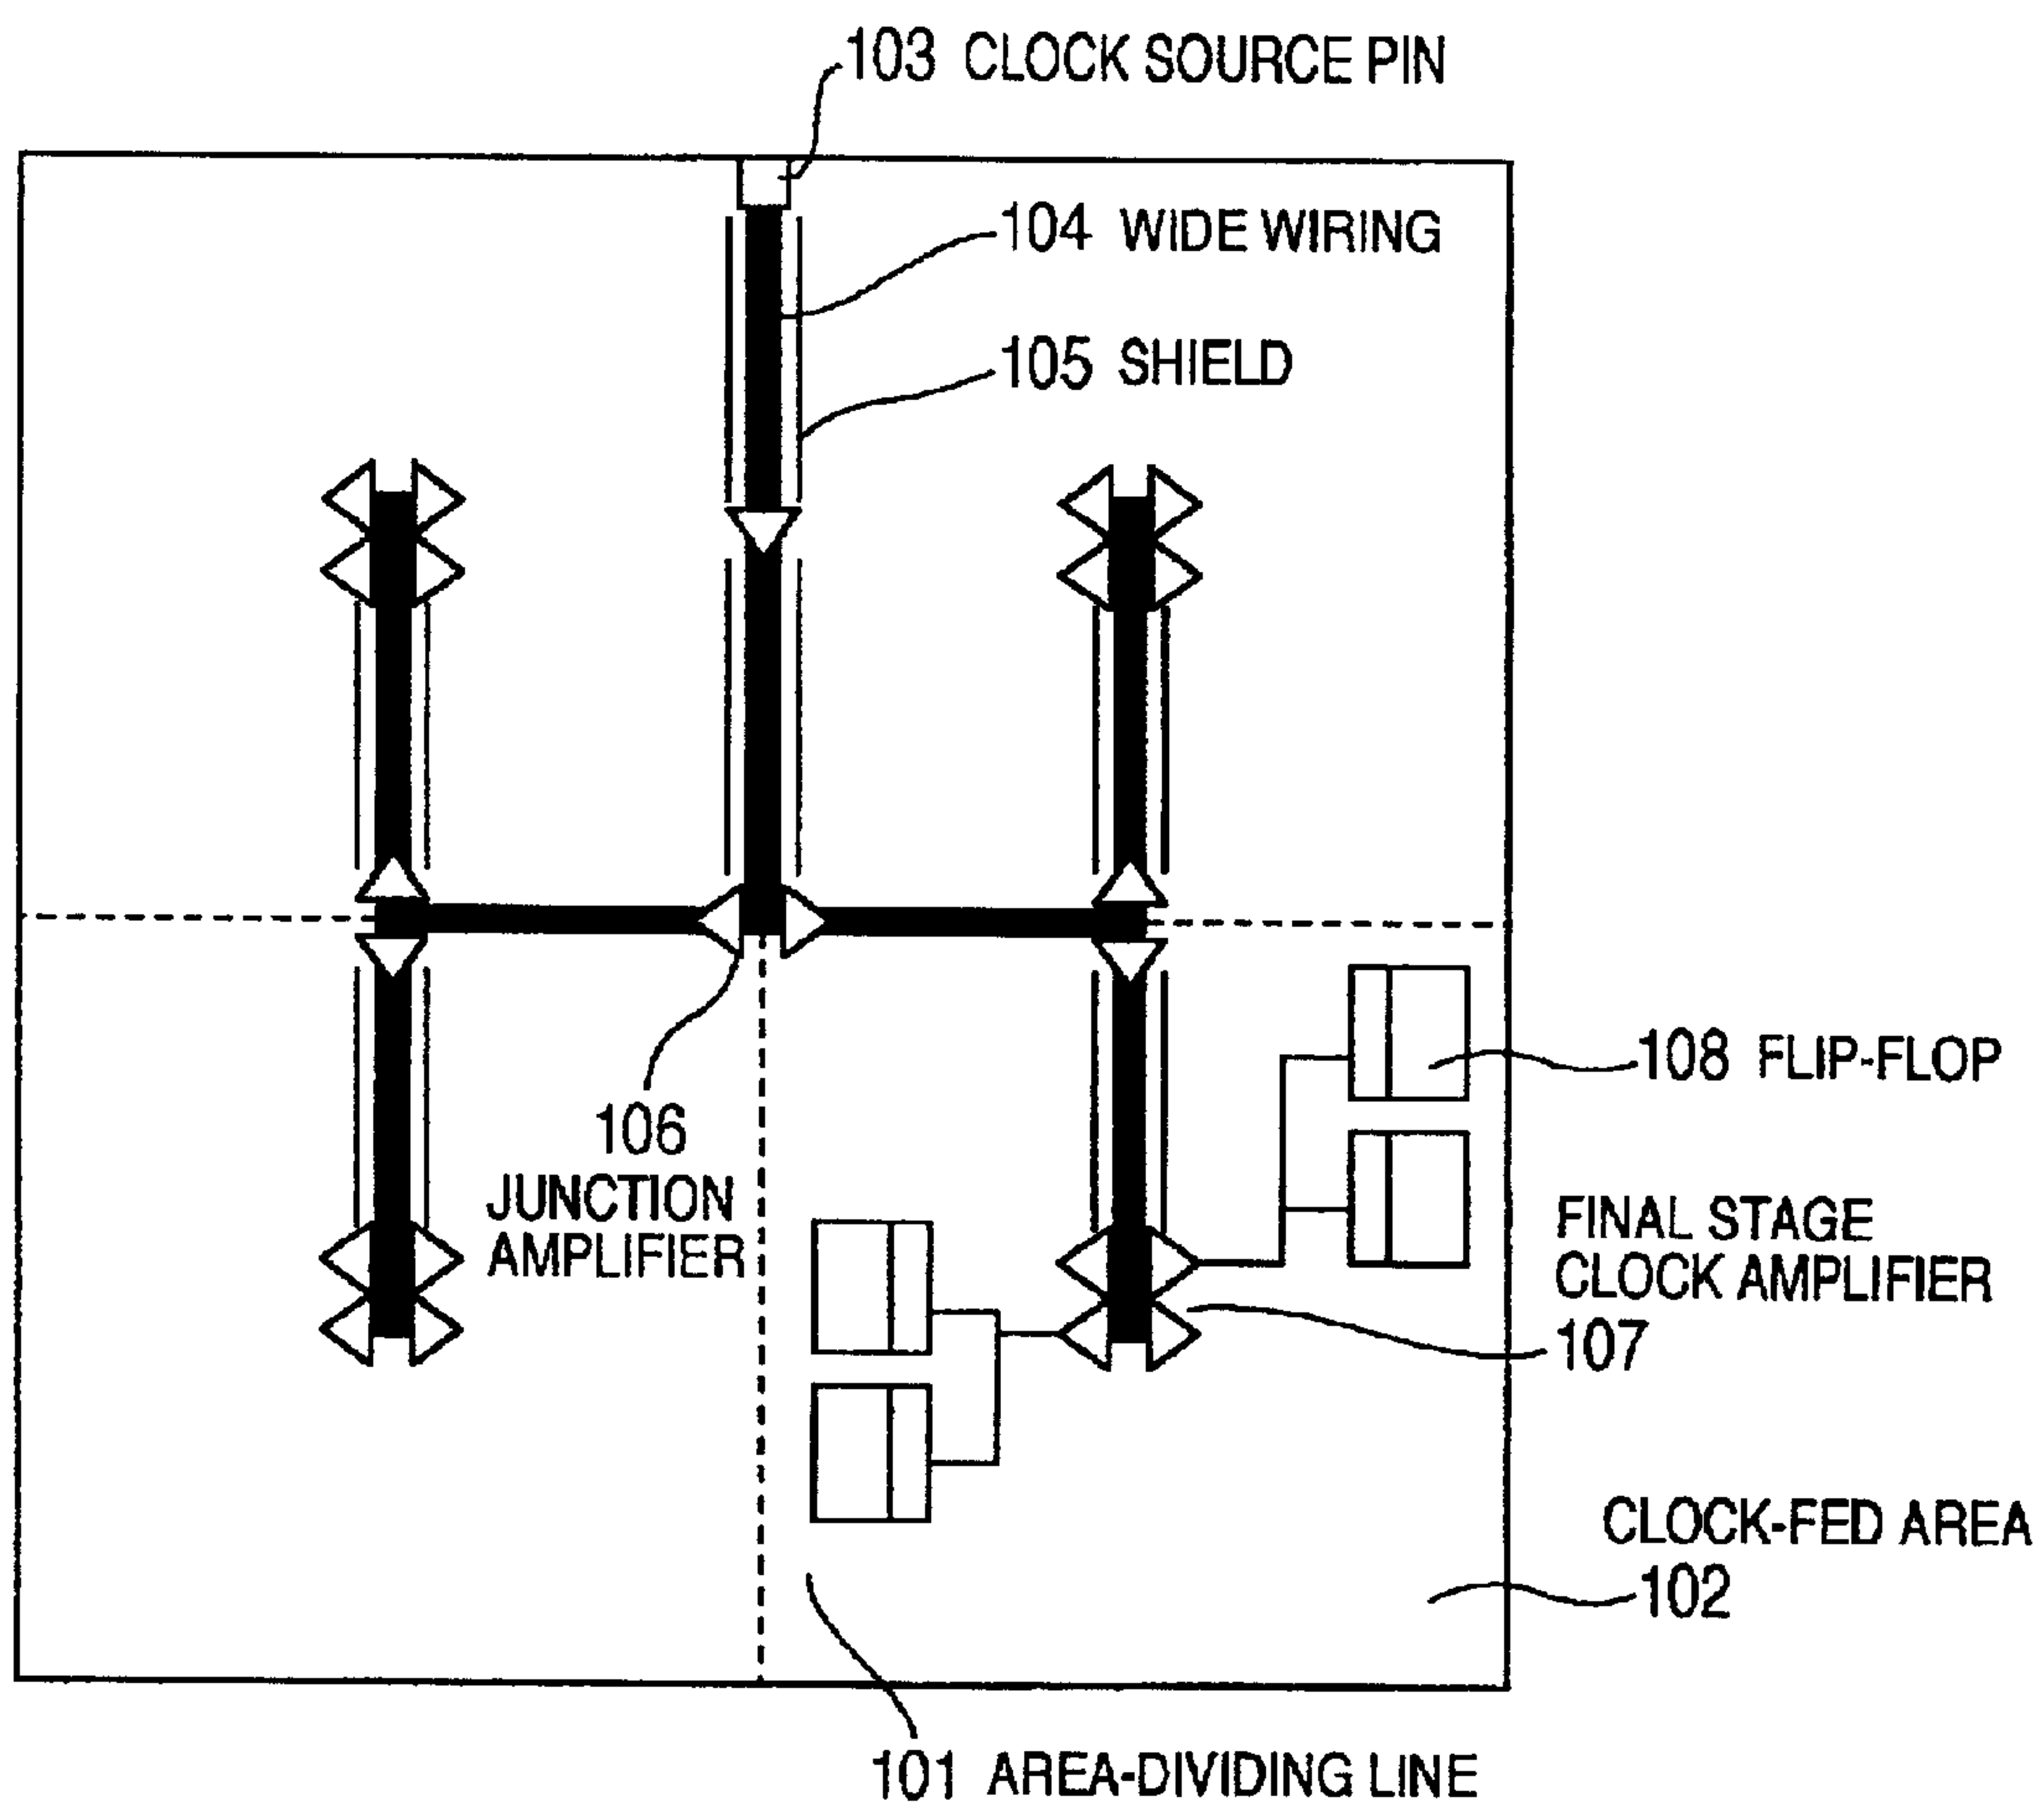 103 CLOCK SOURCE PIN
104 WIDE WIRING
105 SHIELD
108 FLIP-FLOP
106
JUNCTION
AMPLIFIER
FINAL STAGE
CLOCK AMPLIFIER
107
CLOCK-FED AREA
102
101 AREA-DIVIDING LINE